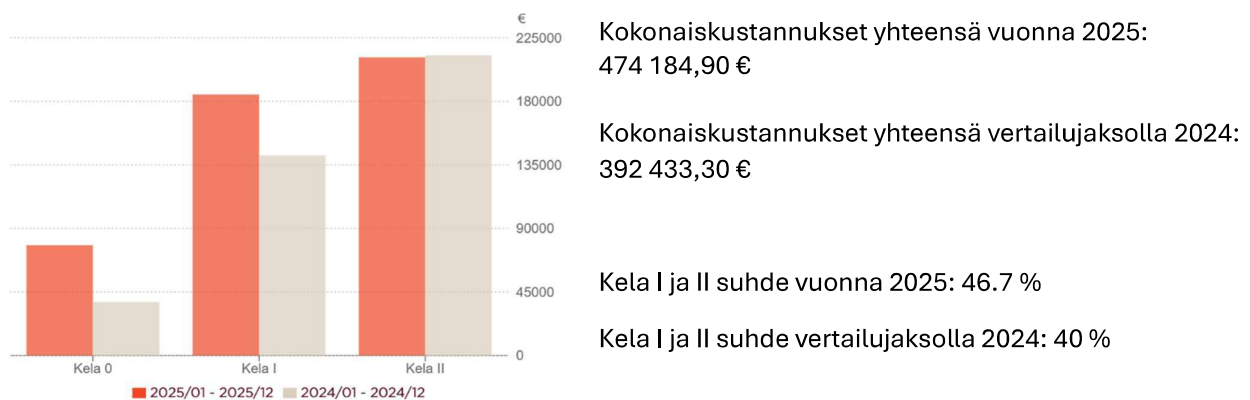 €
225000
180000
135000
90000
45000
0
Kela 0 Kela I Kela II
2025/01 - 2025/12 2024/01 - 2024/12
Kokonaiskustannukset yhteensä vuonna 2025:
474 184,90 €
Kokonaiskustannukset yhteensä vertailujaksolla 2024:
392 433,30 €
Kela I ja II suhde vuonna 2025: 46.7 %
Kela I ja II suhde vertailujaksolla 2024: 40 %